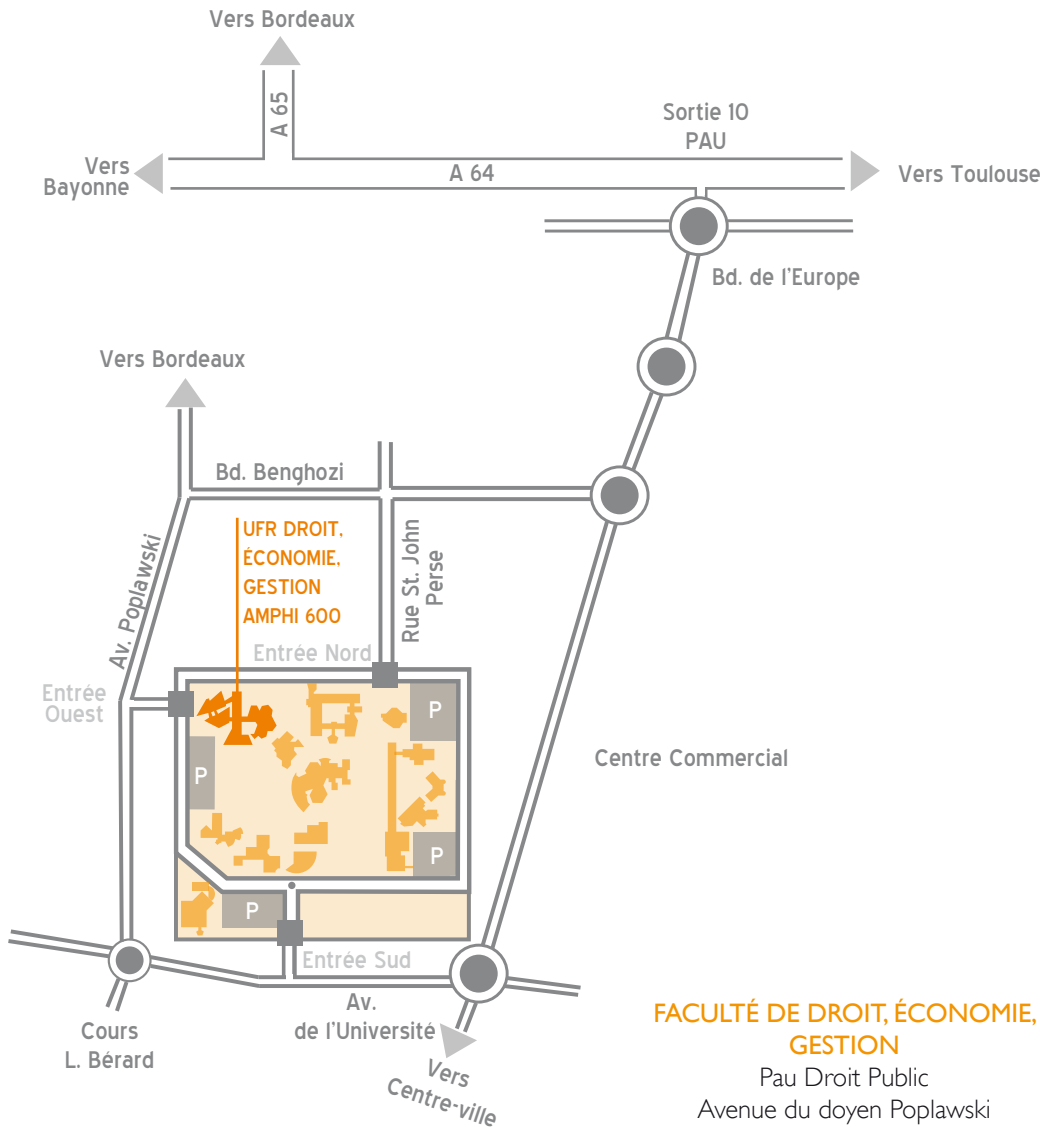 Vers Bordeaux
A 65
Sortie 10
PAU
Vers
Bayonne
A 64
Vers Toulouse
Bd. de l'Europe
Vers Bordeaux
Bd. Benghozi
Av. Poplawski
UFR DROIT,
ÉCONOMIE,
GESTION
AMPHI 600
Rue St. John
Perse
Entrée Nord
Entrée
Ouest
P
P
P
P
Centre Commercial
Entrée Sud
Av.
de l'Université
Cours
L. Bérard
Vers
Centre-ville
FACULTÉ DE DROIT, ÉCONOMIE,
GESTION
Pau Droit Public
Avenue du doyen Poplawski